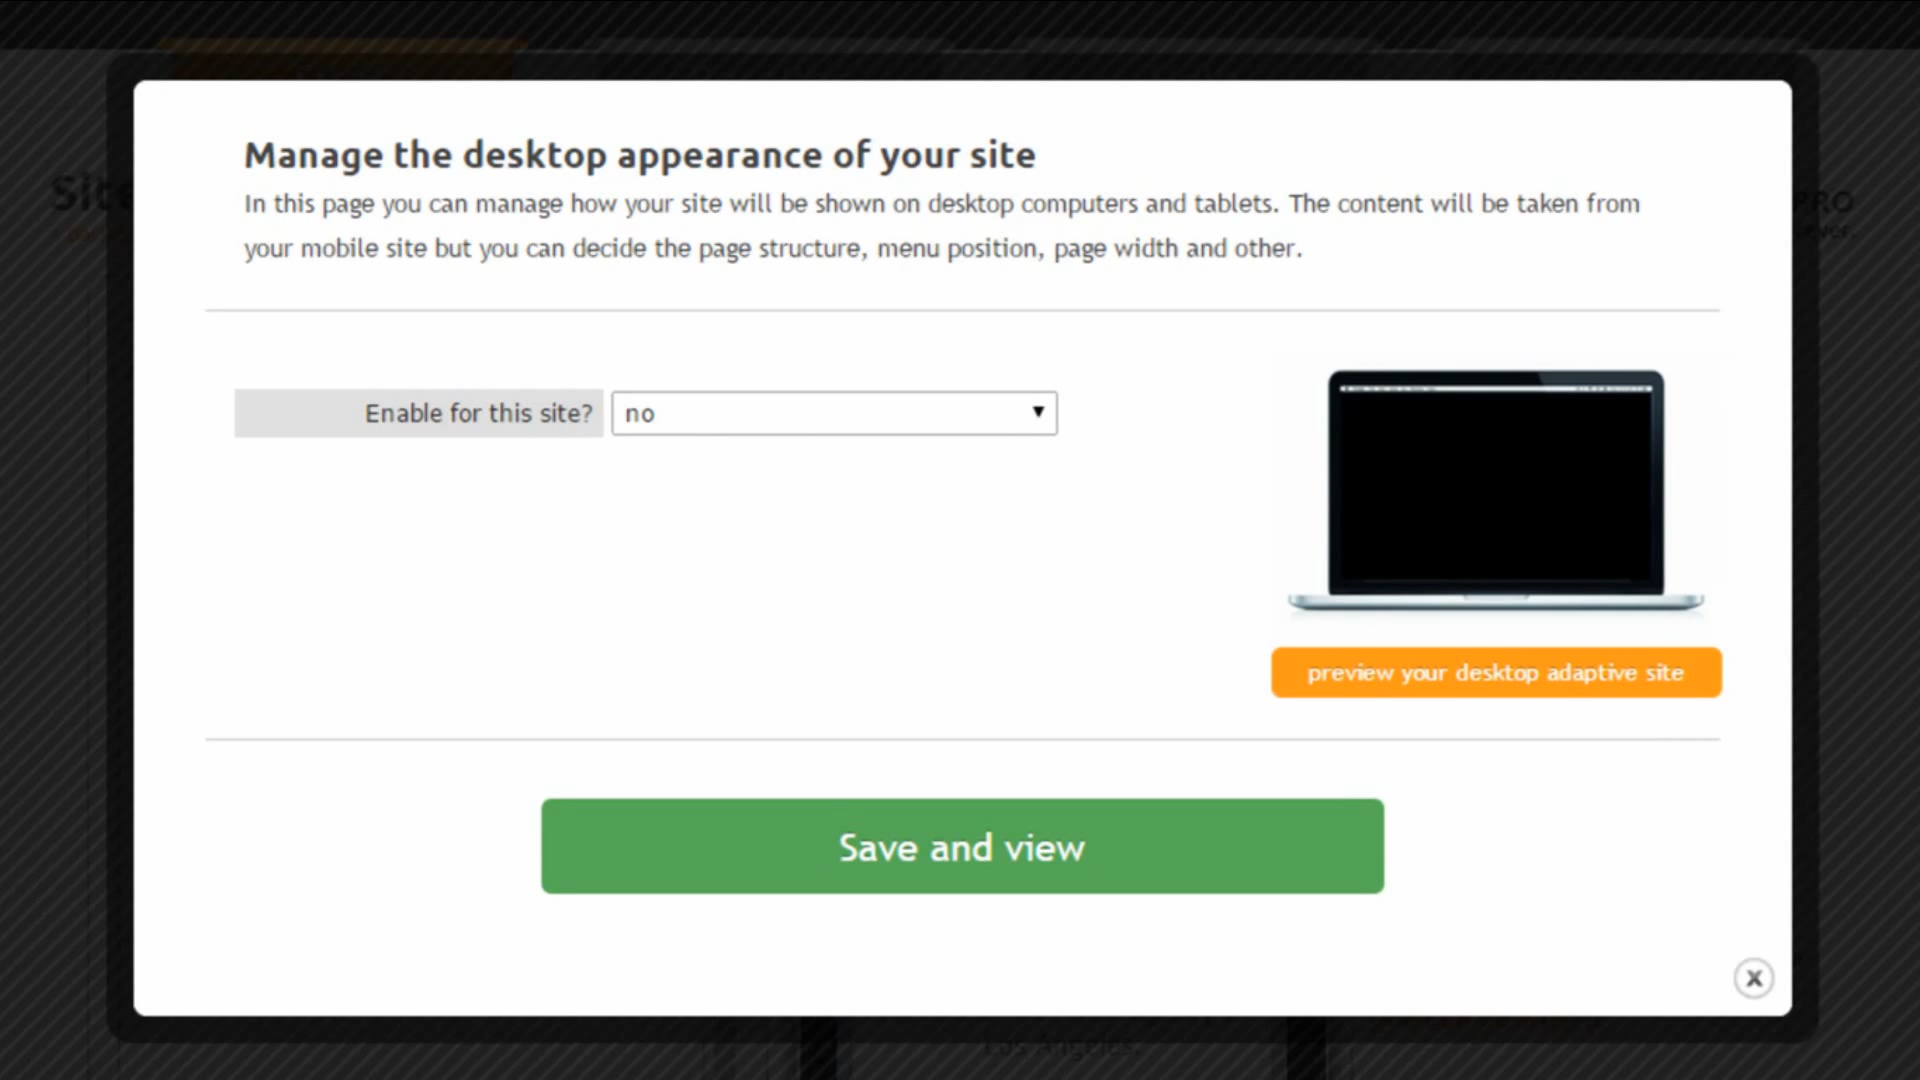 Manage the desktop appearance of your site
In this page you can manage how your site will be shown on desktop computers and tablets. The content will be taken from
your mobile site but you can decide the page structure, menu position, page width and other.
Enable for this site? no
preview your desktop adaptive site
Save and view
x
PRO
Los Angeles.